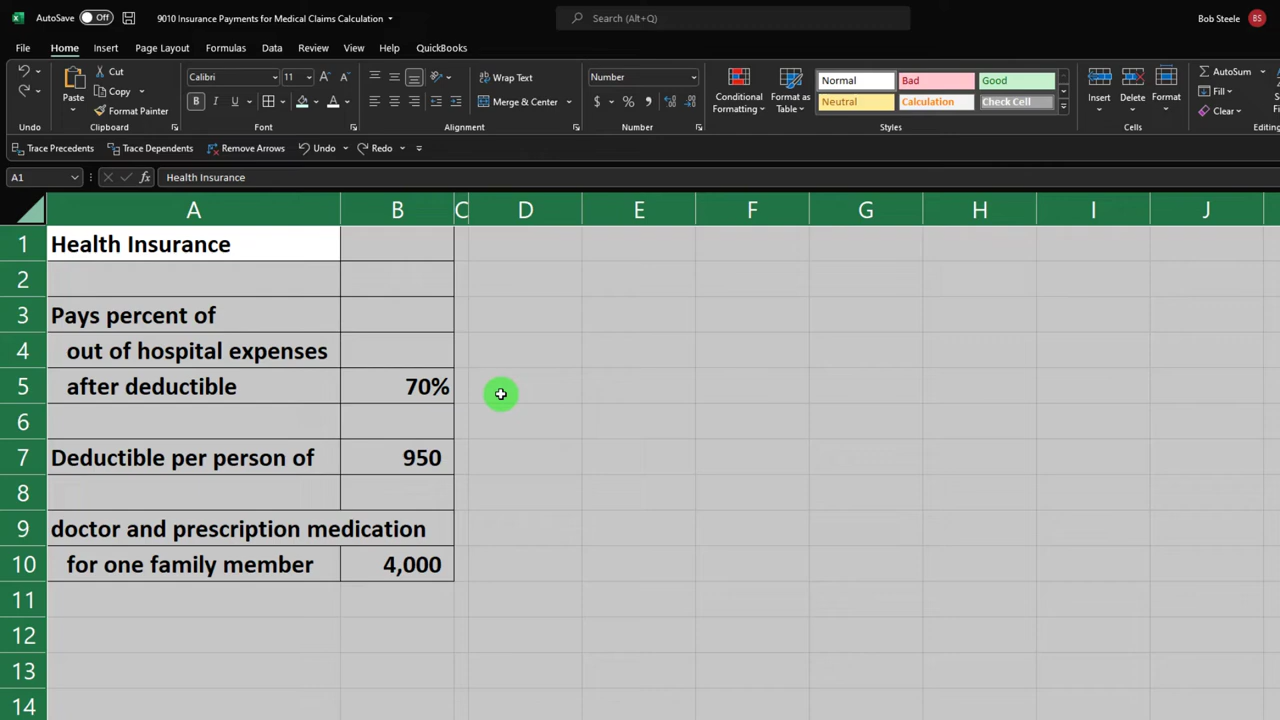 AutoSave Off 9010 Insurance Payments for Medical Claims Calculation Search (Alt+Q) Bob Steele BS
File Home Insert Page Layout Formulas Data Review View Help QuickBooks
Cut Calibri 11 Wrap Text Number Normal Bad Good AutoSum
Paste Copy B I U Merge & Center $ % Conditional Formatting Format as Table Neutral Calculation Check Cell Insert Delete Format Fill
Format Painter Clear
Undo Clipboard Font Alignment Number Styles Cells Editing
Trace Precedents Trace Dependents Remove Arrows Undo Redo
A1 fx Health Insurance
A B C D E F G H I J
1 Health Insurance
2
3 Pays percent of
4 out of hospital expenses
5 after deductible 70%
6
7 Deductible per person of 950
8
9 doctor and prescription medication
10 for one family member 4,000
11
12
13
14